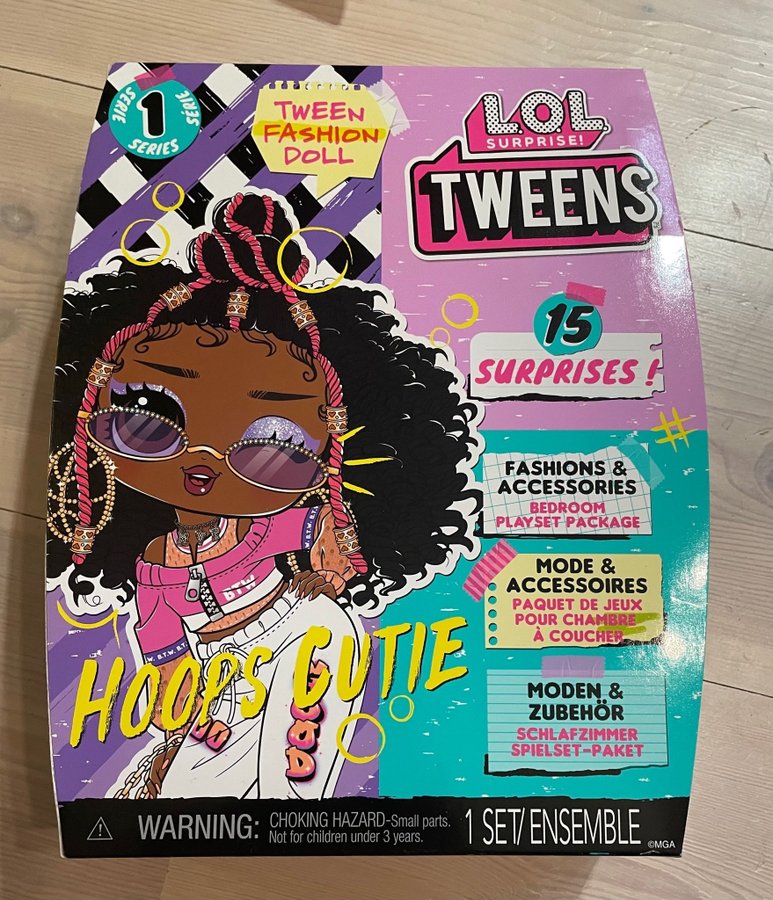 SERIE
1
SERIE
SERIES
TWEEN
FASHION
DOLL
L.O.L.
SURPRISE!
TWEENS
15
SURPRISES!
#
FASHIONS &
ACCESSORIES
BEDROOM
PLAYSET PACKAGE
MODE &
ACCESSOIRES
PAQUET DE JEUX
POUR CHAMBRE
À COUCHER
MODEN &
ZUBEHÖR
SCHLAFZIMMER
SPIELSET-PAKET
BTW
HOOPS CUTIE
WARNING: CHOKING HAZARD-Small parts.
Not for children under 3 years.
1 SET/ENSEMBLE
©MGA